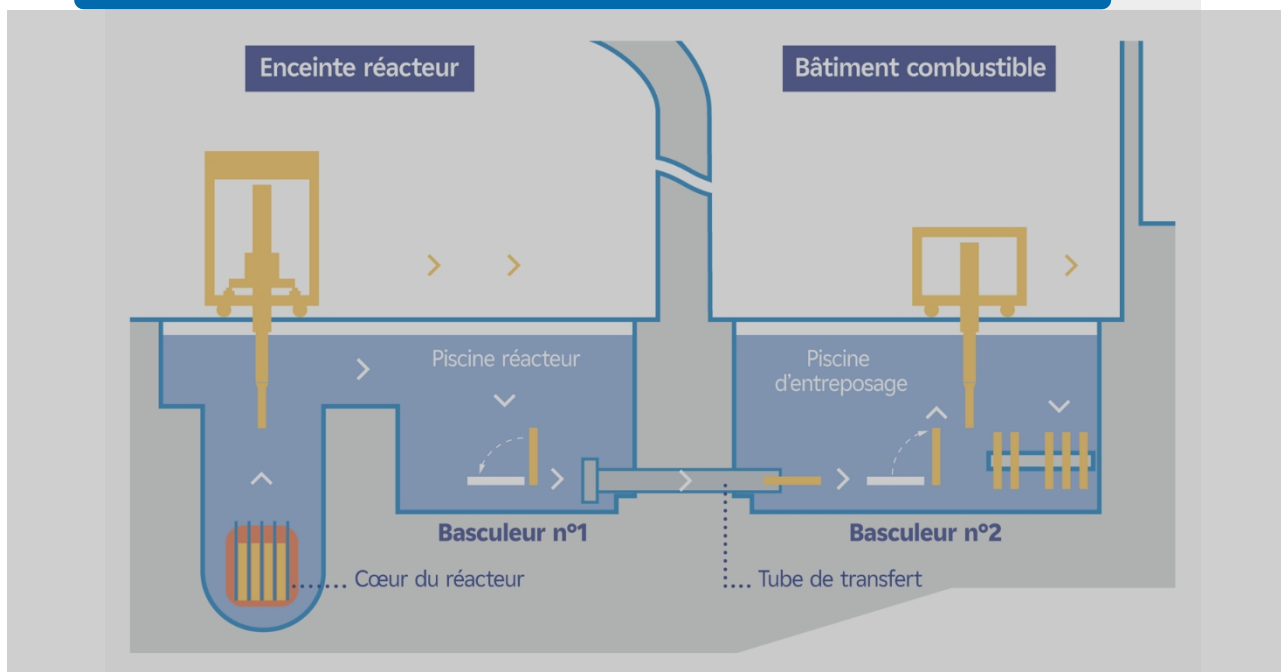 Enceinte réacteur
Bâtiment combustible
Piscine réacteur
Piscine
d'entreposage
Basculeur n°1
Basculeur n°2
Cœur du réacteur
Tube de transfert